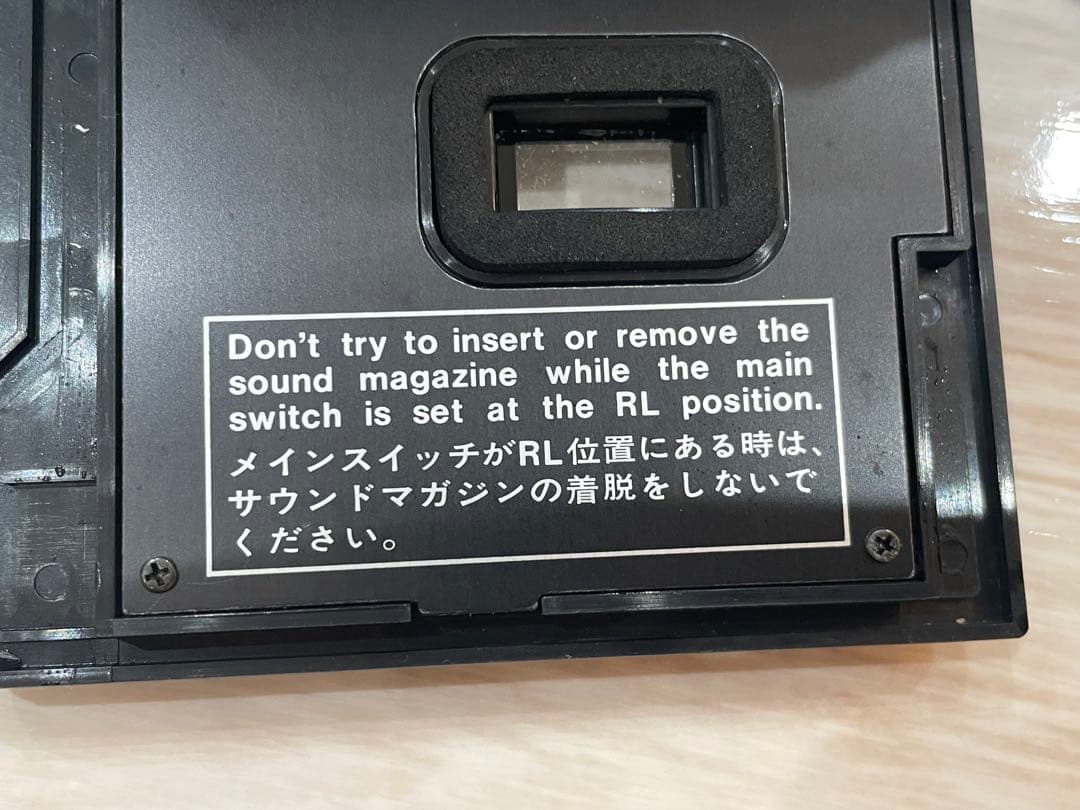 Don't try to insert or remove the
sound magazine while the main
switch is set at the RL position.
メインスイッチがRL位置にある時は、
サウンドマガジンの着脱をしないで
ください。